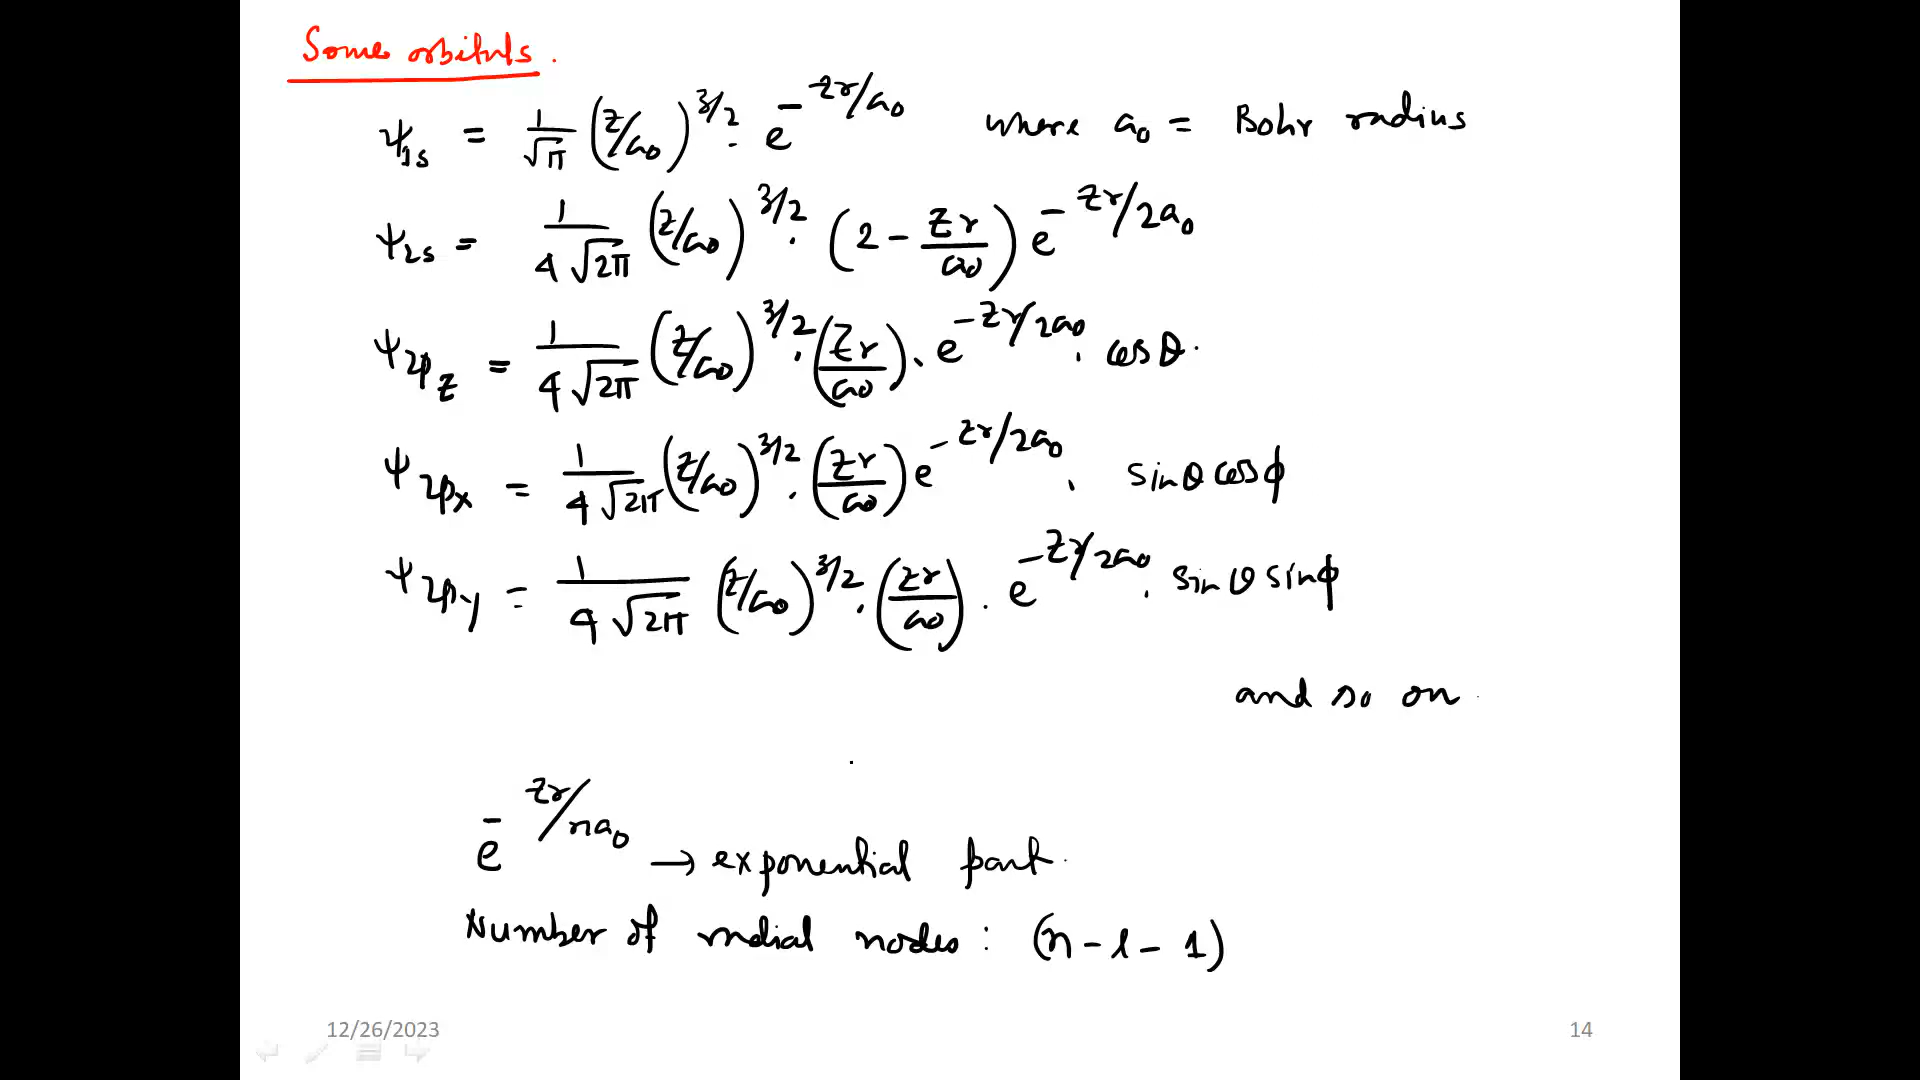 Some orbitals.
ψ1s = 1/√π (Z/a₀)^3/2 . e^-Zr/a₀ where a₀ = Bohr radius
ψ2s = 1/4√2π (Z/a₀)^3/2 . (2 - Zr/a₀) e^-Zr/2a₀
ψ2pz = 1/4√2π (Z/a₀)^3/2 . (Zr/a₀) . e^-Zr/2a₀ . cosθ.
ψ2px = 1/4√2π (Z/a₀)^3/2 . (Zr/a₀) e^-Zr/2a₀ . sinθ cosϕ
ψ2py = 1/4√2π (Z/a₀)^3/2 . (Zr/a₀) . e^-Zr/2a₀ . sinθ sinϕ
and so on
e^-Zr/na₀ → exponential part.
Number of radial nodes : (n - l - 1)
12/26/2023 14